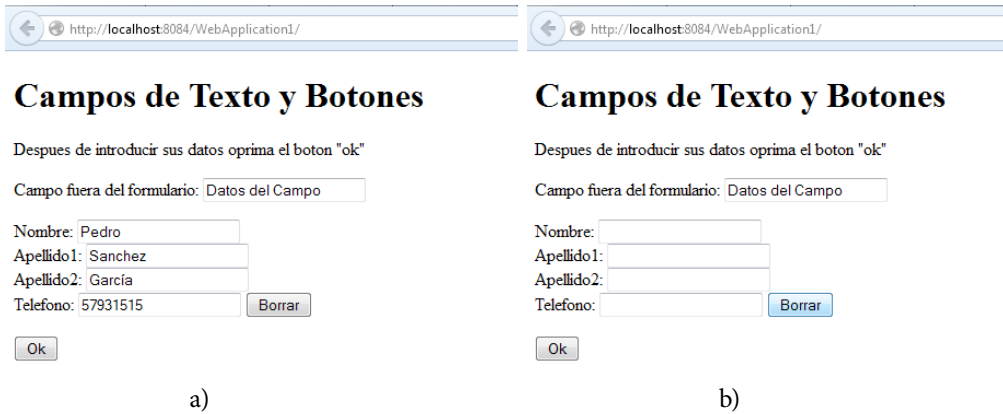 http://localhost:8084/WebApplication1/
Campos de Texto y Botones
Despues de introducir sus datos oprima el boton "ok"
Campo fuera del formulario: Datos del Campo
Nombre: Pedro
Apellido1: Sanchez
Apellido2: García
Telefono: 57931515 Borrar
Ok
a)
http://localhost:8084/WebApplication1/
Campos de Texto y Botones
Despues de introducir sus datos oprima el boton "ok"
Campo fuera del formulario: Datos del Campo
Nombre:
Apellido1:
Apellido2:
Telefono: Borrar
Ok
b)